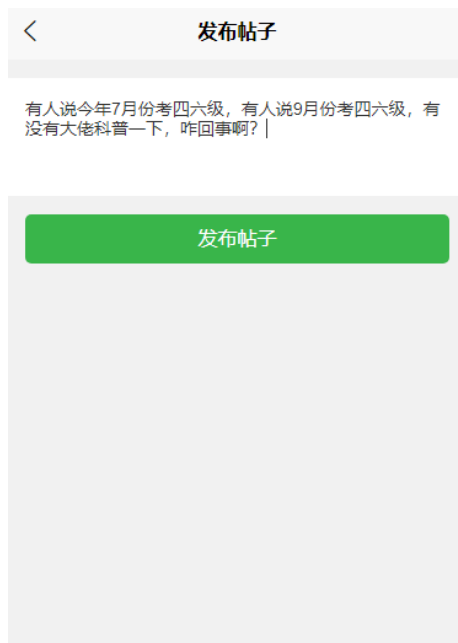 发布帖子
有人说今年7月份考四六级，有人说9月份考四六级，有
没有大佬科普一下，咋回事啊？
发布帖子